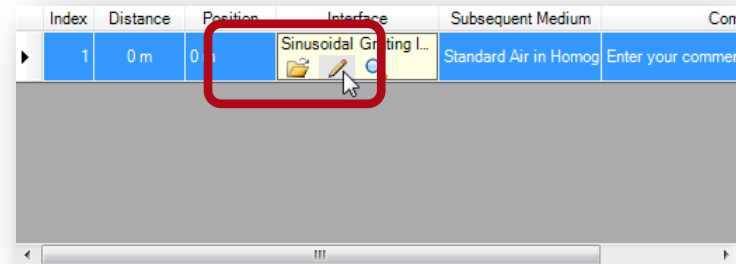 Index Distance Position Interface Subsequent Medium Com
1 0 m 0 m Sinusoidal Grating I... Standard Air in Homog Enter your commen